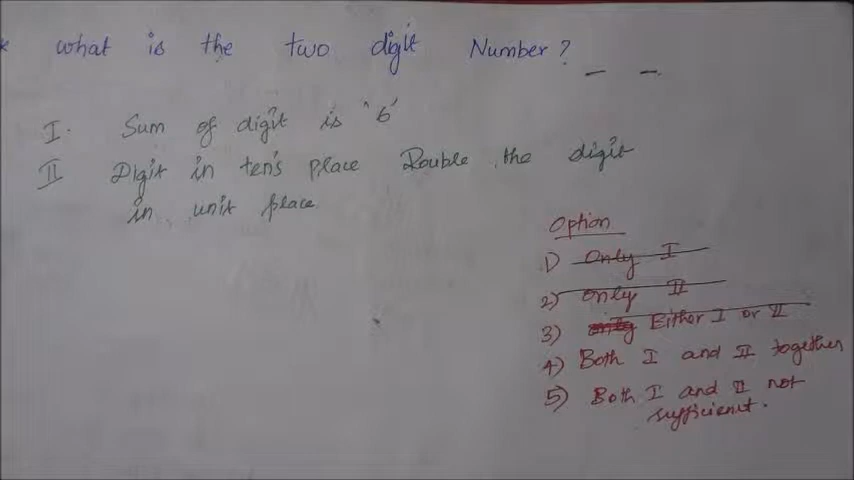 what is the two digit Number? _ _
I. Sum of digit is '6'
II Digit in ten's place Double the digit
in unit place
Option
1) Only I
2) only II
3) Either I or II
4) Both I and II together
5) Both I and II not
sufficienut.